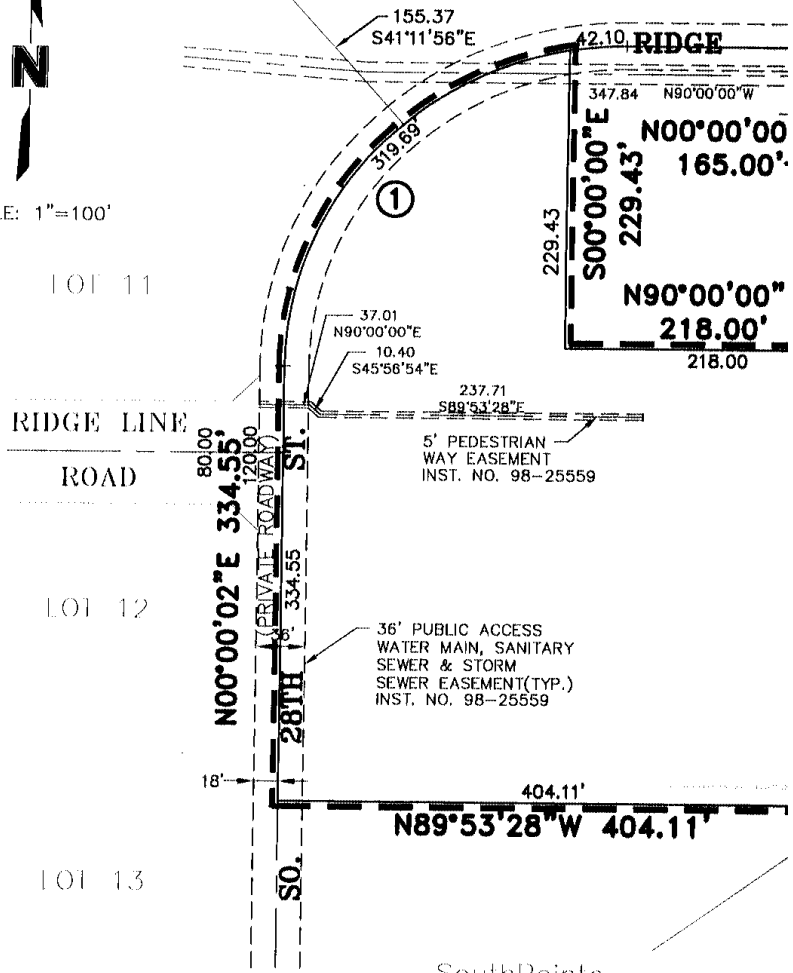 155.37
S41°11'56"E
N
42.10
RIDGE
347.84 N90°00'00"W
N00°00'00
165.00'
319.69'
1
S00°00'00"E
229.43'
229.43
E: 1"=100'
LOT 11
N90°00'00"
218.00'
218.00
37.01
N90°00'00"E
10.40
S45°56'54"E
237.71
S89°53'28"E
RIDGE LINE
ROAD
80.00
120.00
5' PEDESTRIAN
WAY EASEMENT
INST. NO. 98-25559
N00°00'02"E 334.55'
(PRIVATE ROADWAY)
334.55
SO. 28TH ST.
LOT 12
36'
36' PUBLIC ACCESS
WATER MAIN, SANITARY
SEWER & STORM
SEWER EASEMENT(TYP.)
INST. NO. 98-25559
18'
404.11'
N89°53'28"W 404.11'
LOT 13